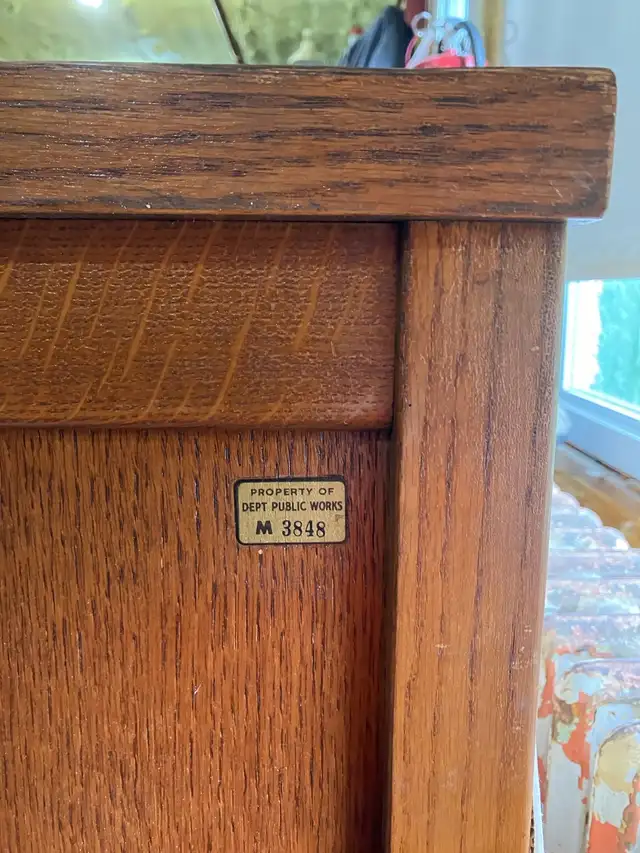 PROPERTY OF
DEPT PUBLIC WORKS
M 3848